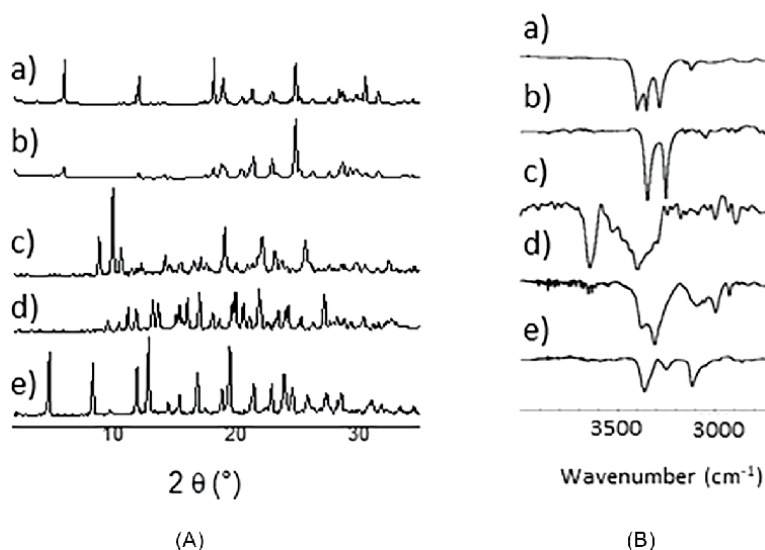 a)
b)
c)
d)
e)
10 20 30
2 θ (°)
(A)
a)
b)
c)
d)
e)
3500 3000
Wavenumber (cm⁻¹)
(B)